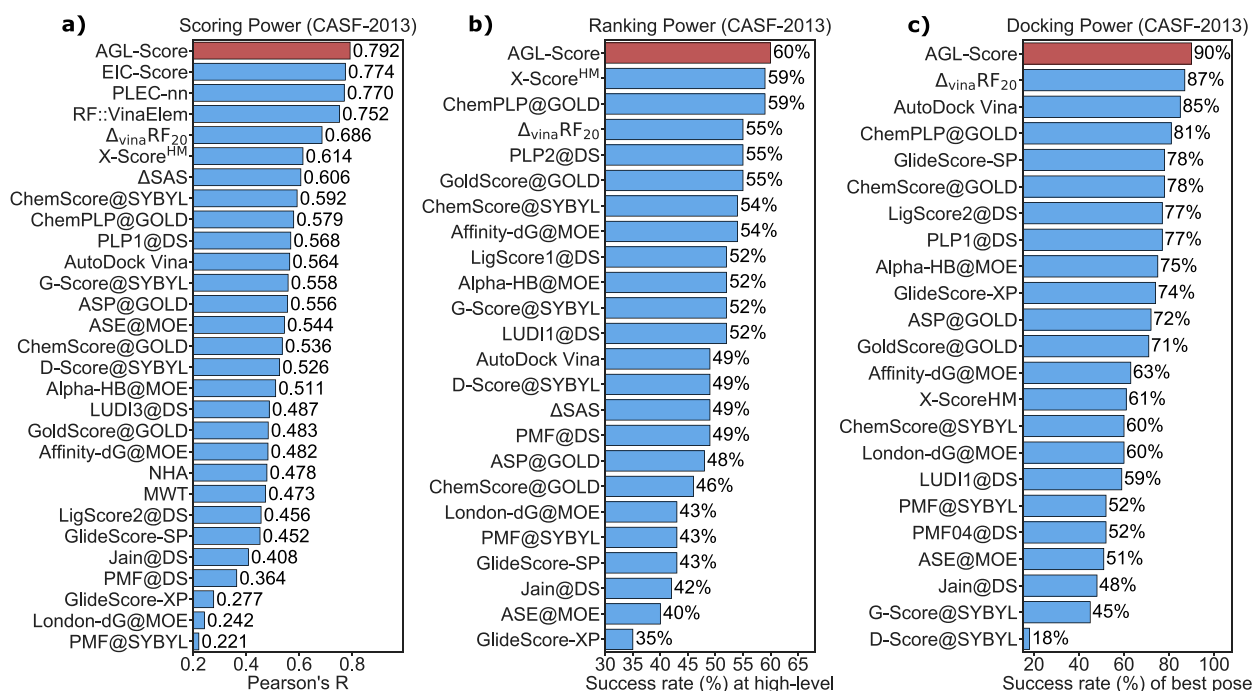 a)
Scoring Power (CASF-2013)
AGL-Score 0.792
EIC-Score 0.774
PLEC-nn 0.770
RF::VinaElem 0.752
ΔvinaRF20 0.686
X-ScoreHM 0.614
ΔSAS 0.606
ChemScore@SYBYL 0.592
ChemPLP@GOLD 0.579
PLP1@DS 0.568
AutoDock Vina 0.564
G-Score@SYBYL 0.558
ASP@GOLD 0.556
ASE@MOE 0.544
ChemScore@GOLD 0.536
D-Score@SYBYL 0.526
Alpha-HB@MOE 0.511
LUDI3@DS 0.487
GoldScore@GOLD 0.483
Affinity-dG@MOE 0.482
NHA 0.478
MWT 0.473
LigScore2@DS 0.456
GlideScore-SP 0.452
Jain@DS 0.408
PMF@DS 0.364
GlideScore-XP 0.277
London-dG@MOE 0.242
PMF@SYBYL 0.221
0.2 0.4 0.6 0.8
Pearson's R
b)
Ranking Power (CASF-2013)
AGL-Score 60%
X-ScoreHM 59%
ChemPLP@GOLD 59%
ΔvinaRF20 55%
PLP2@DS 55%
GoldScore@GOLD 55%
ChemScore@SYBYL 54%
Affinity-dG@MOE 54%
LigScore1@DS 52%
Alpha-HB@MOE 52%
G-Score@SYBYL 52%
LUDI1@DS 52%
AutoDock Vina 49%
D-Score@SYBYL 49%
ΔSAS 49%
PMF@DS 49%
ASP@GOLD 48%
ChemScore@GOLD 46%
London-dG@MOE 43%
PMF@SYBYL 43%
GlideScore-SP 43%
Jain@DS 42%
ASE@MOE 40%
GlideScore-XP 35%
30 35 40 45 50 55 60 65
Success rate (%) at high-level
c)
Docking Power (CASF-2013)
AGL-Score 90%
ΔvinaRF20 87%
AutoDock Vina 85%
ChemPLP@GOLD 81%
GlideScore-SP 78%
ChemScore@GOLD 78%
LigScore2@DS 77%
PLP1@DS 77%
Alpha-HB@MOE 75%
GlideScore-XP 74%
ASP@GOLD 72%
GoldScore@GOLD 71%
Affinity-dG@MOE 63%
X-ScoreHM 61%
ChemScore@SYBYL 60%
London-dG@MOE 60%
LUDI1@DS 59%
PMF@SYBYL 52%
PMF04@DS 52%
ASE@MOE 51%
Jain@DS 48%
G-Score@SYBYL 45%
D-Score@SYBYL 18%
20 40 60 80 100
Success rate (%) of best pose